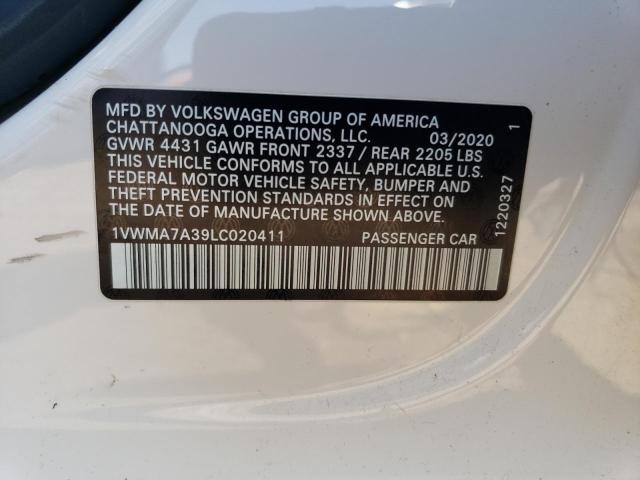 MFD BY VOLKSWAGEN GROUP OF AMERICA
CHATTANOOGA OPERATIONS, LLC. 03/2020
GVWR 4431 GAWR FRONT 2337 / REAR 2205 LBS
THIS VEHICLE CONFORMS TO ALL APPLICABLE U.S.
FEDERAL MOTOR VEHICLE SAFETY, BUMPER AND
THEFT PREVENTION STANDARDS IN EFFECT ON
THE DATE OF MANUFACTURE SHOWN ABOVE.
1VWMA7A39LC020411 PASSENGER CAR
1220327 1